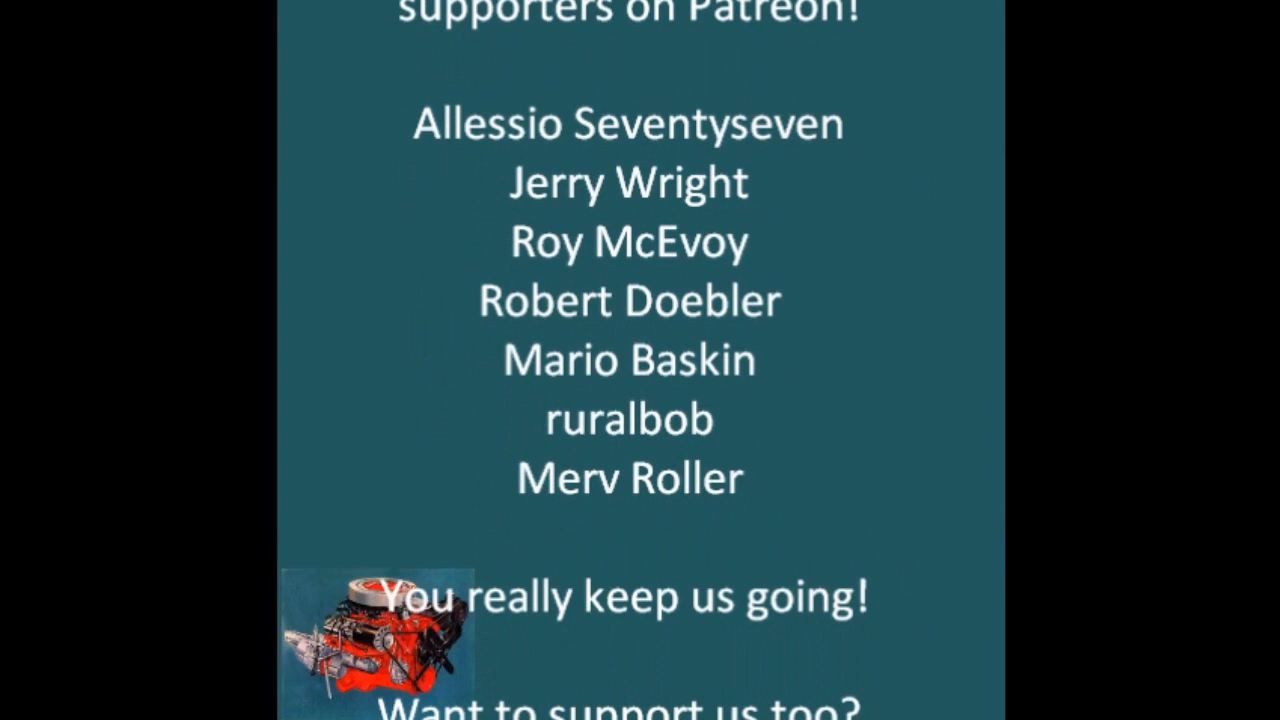 supporters on Patreon!
Allessio Seventyseven
Jerry Wright
Roy McEvoy
Robert Doebler
Mario Baskin
ruralbob
Merv Roller
You really keep us going!
Want to support us too?